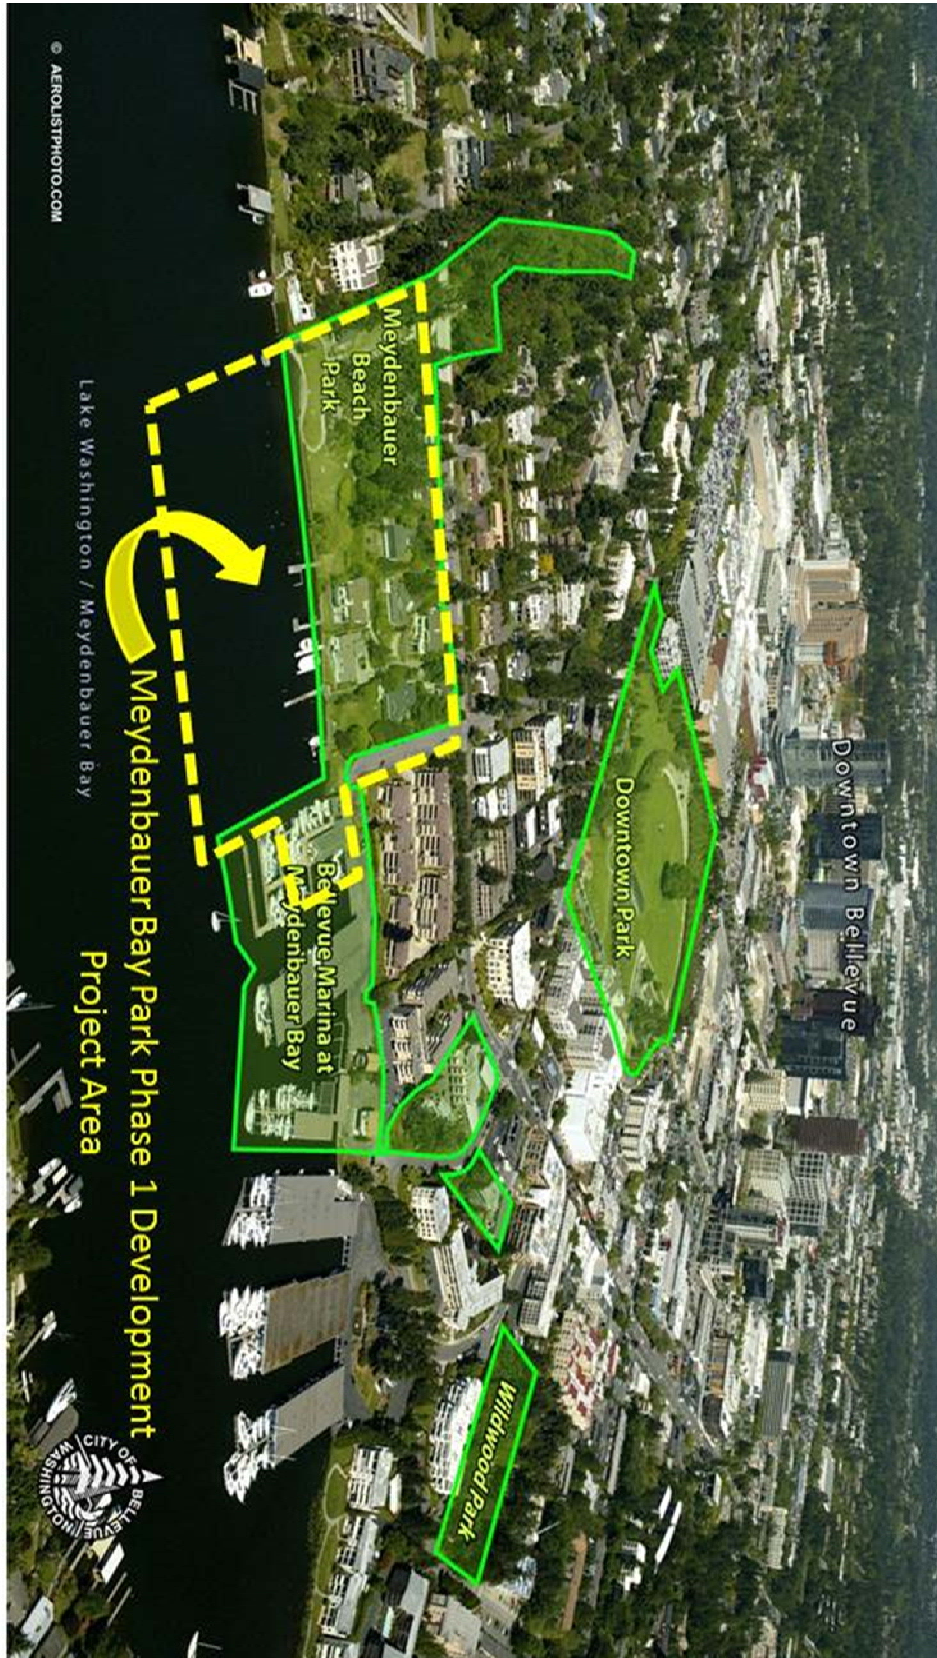 Downtown Bellevue
Downtown Park
Meydenbauer
Beach
Park
Bellevue Marina at
Meydenbauer Bay
Wildwood Park
Meydenbauer Bay Park Phase 1 Development
Project Area
Lake Washington / Meydenbauer Bay
© AEROLISTPHOTO.COM
CITY OF BELLEVUE
WASHINGTON